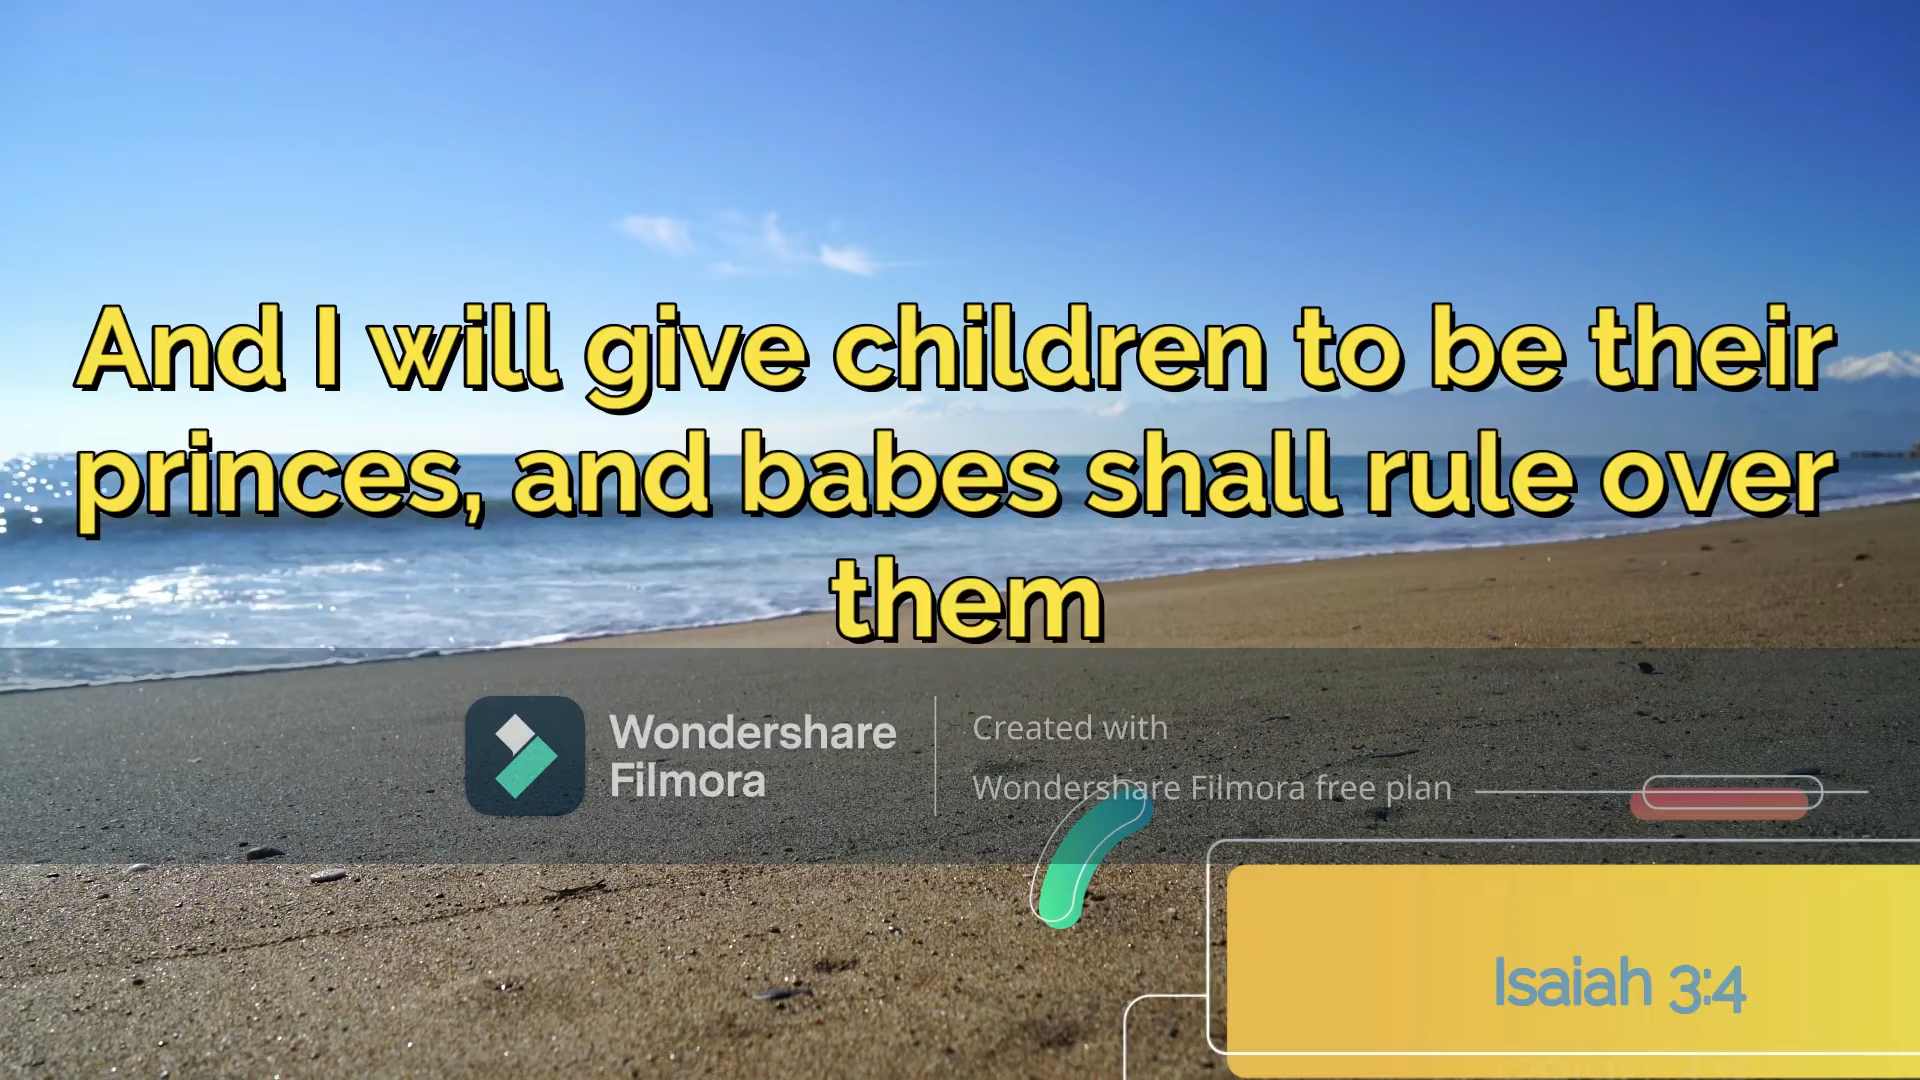 And I will give children to be their
princes, and babes shall rule over
them
Wondershare
Filmora
Created with
Wondershare Filmora free plan
Isaiah 3:4